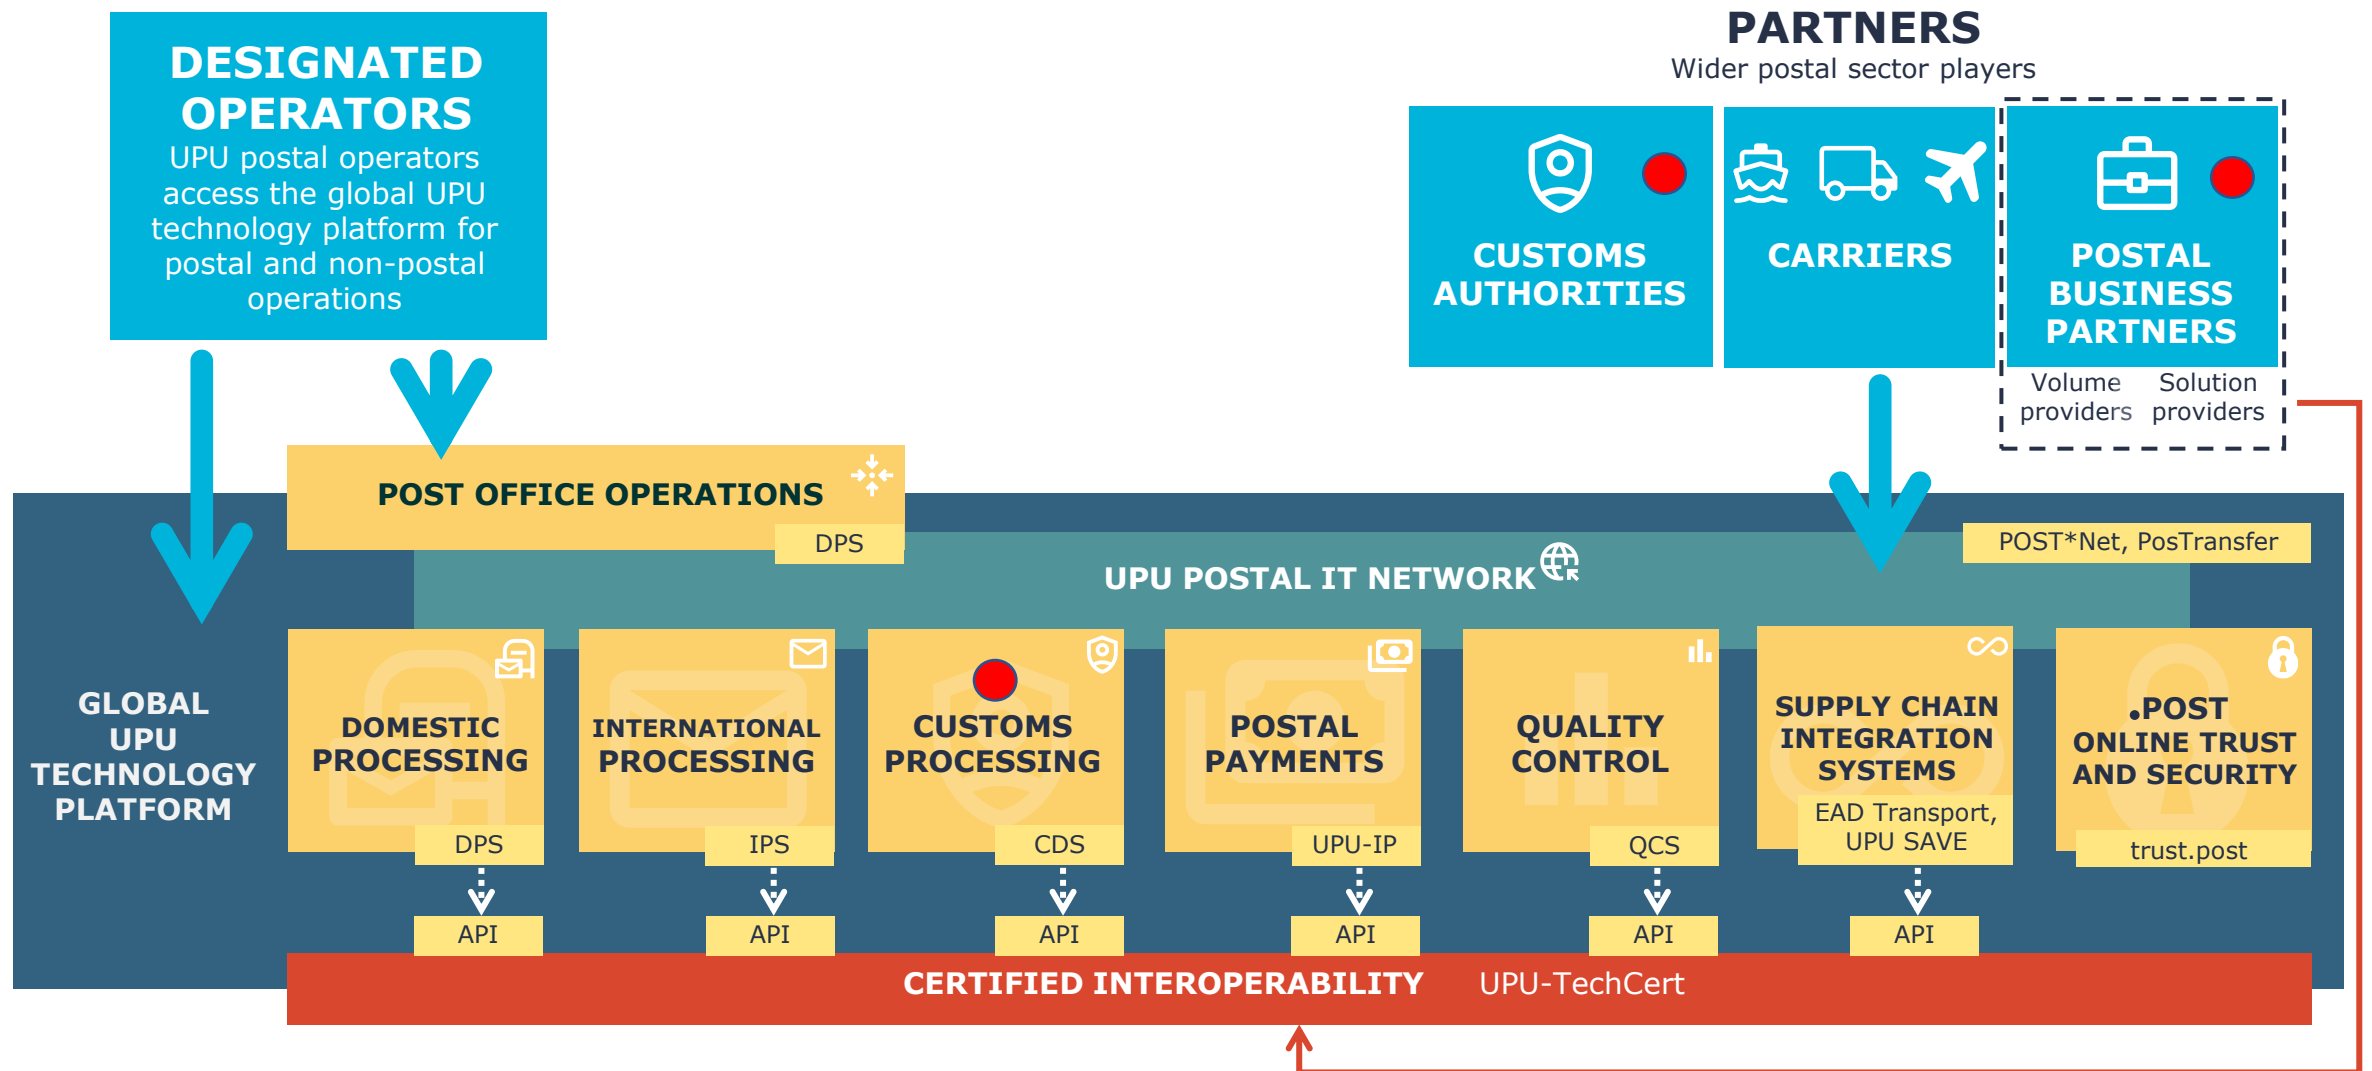 DESIGNATED
OPERATORS
UPU postal operators
access the global UPU
technology platform for
postal and non-postal
operations
PARTNERS
Wider postal sector players
CUSTOMS
AUTHORITIES
CARRIERS
POSTAL
BUSINESS
PARTNERS
Volume
providers
Solution
providers
POST OFFICE OPERATIONS
DPS
POST*Net, PosTransfer
UPU POSTAL IT NETWORK
GLOBAL
UPU
TECHNOLOGY
PLATFORM
DOMESTIC
PROCESSING
DPS
API
INTERNATIONAL
PROCESSING
IPS
API
CUSTOMS
PROCESSING
CDS
API
POSTAL
PAYMENTS
UPU-IP
API
QUALITY
CONTROL
QCS
API
SUPPLY CHAIN
INTEGRATION
SYSTEMS
EAD Transport,
UPU SAVE
API
.POST
ONLINE TRUST
AND SECURITY
trust.post
CERTIFIED INTEROPERABILITY UPU-TechCert